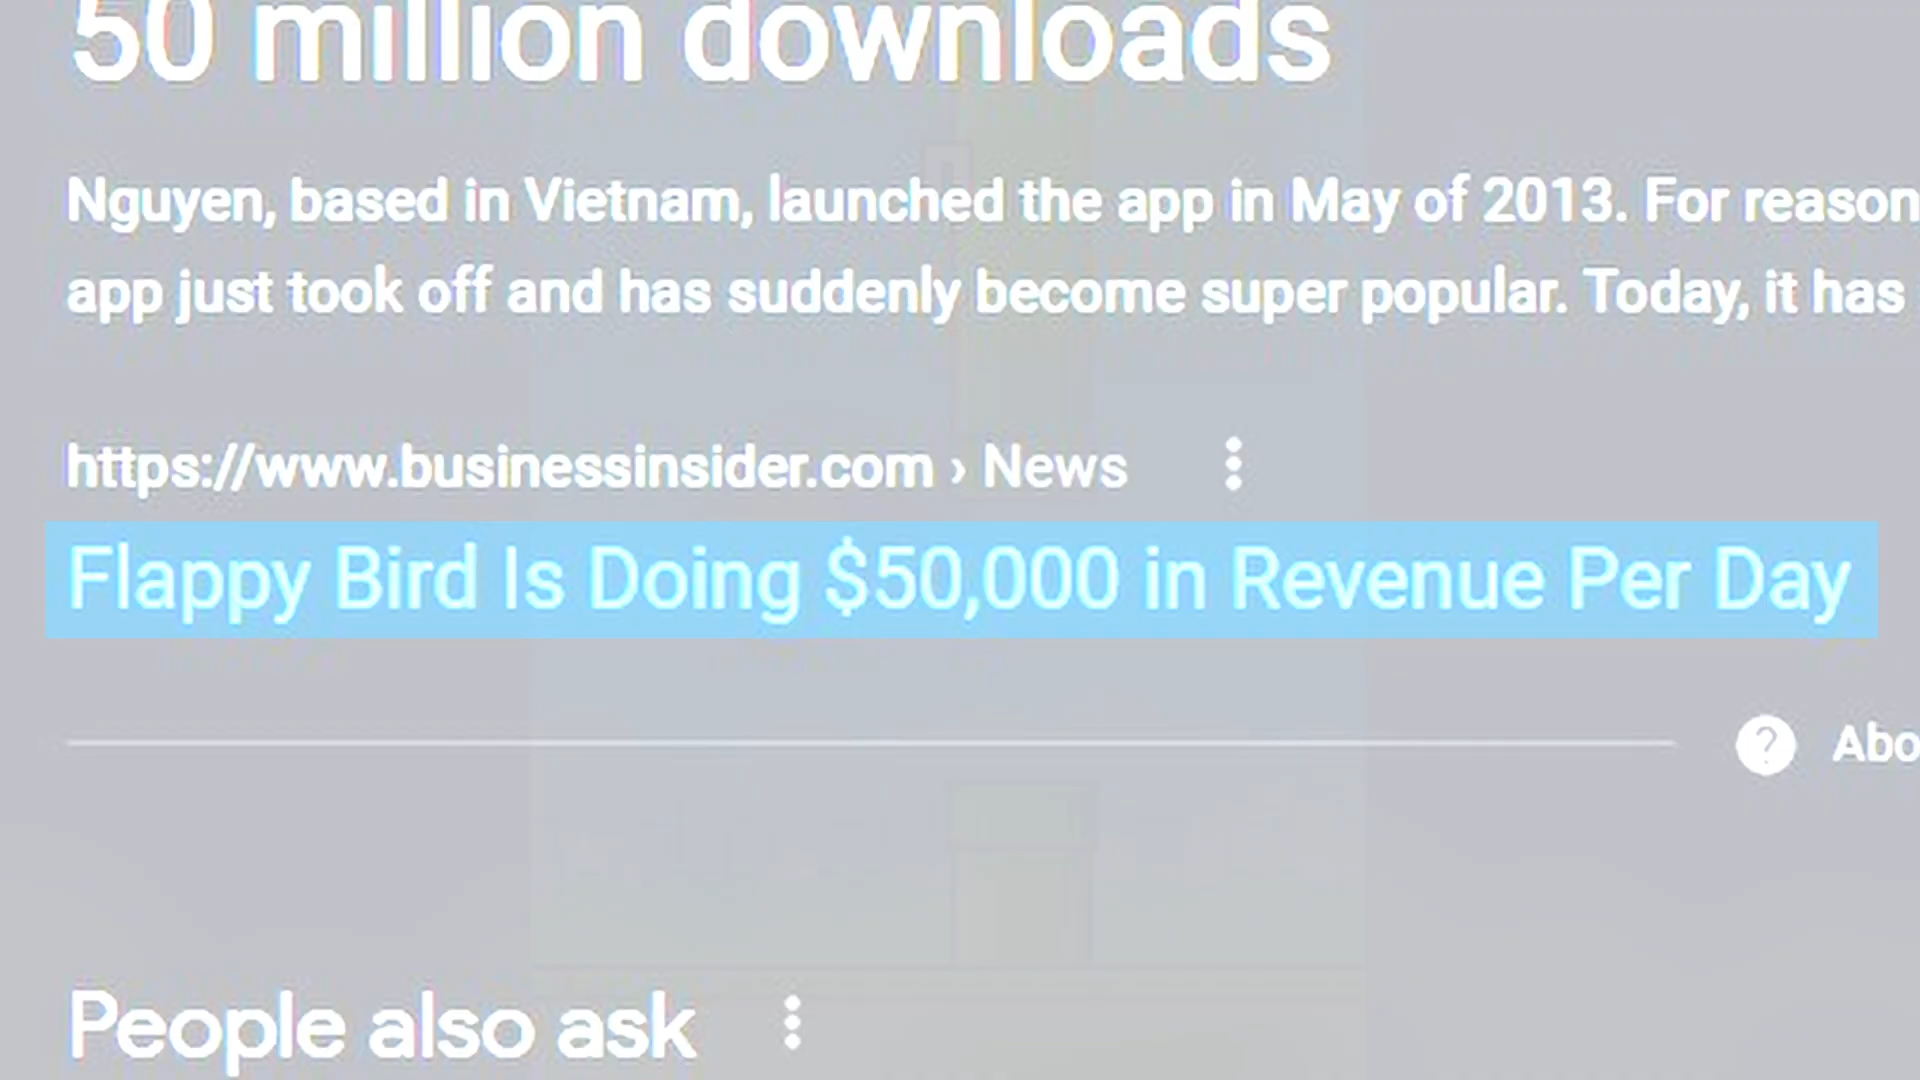 50 million downloads
Nguyen, based in Vietnam, launched the app in May of 2013. For reason
app just took off and has suddenly become super popular. Today, it has
https://www.businessinsider.com › News
Flappy Bird Is Doing $50,000 in Revenue Per Day
? Abo
People also ask